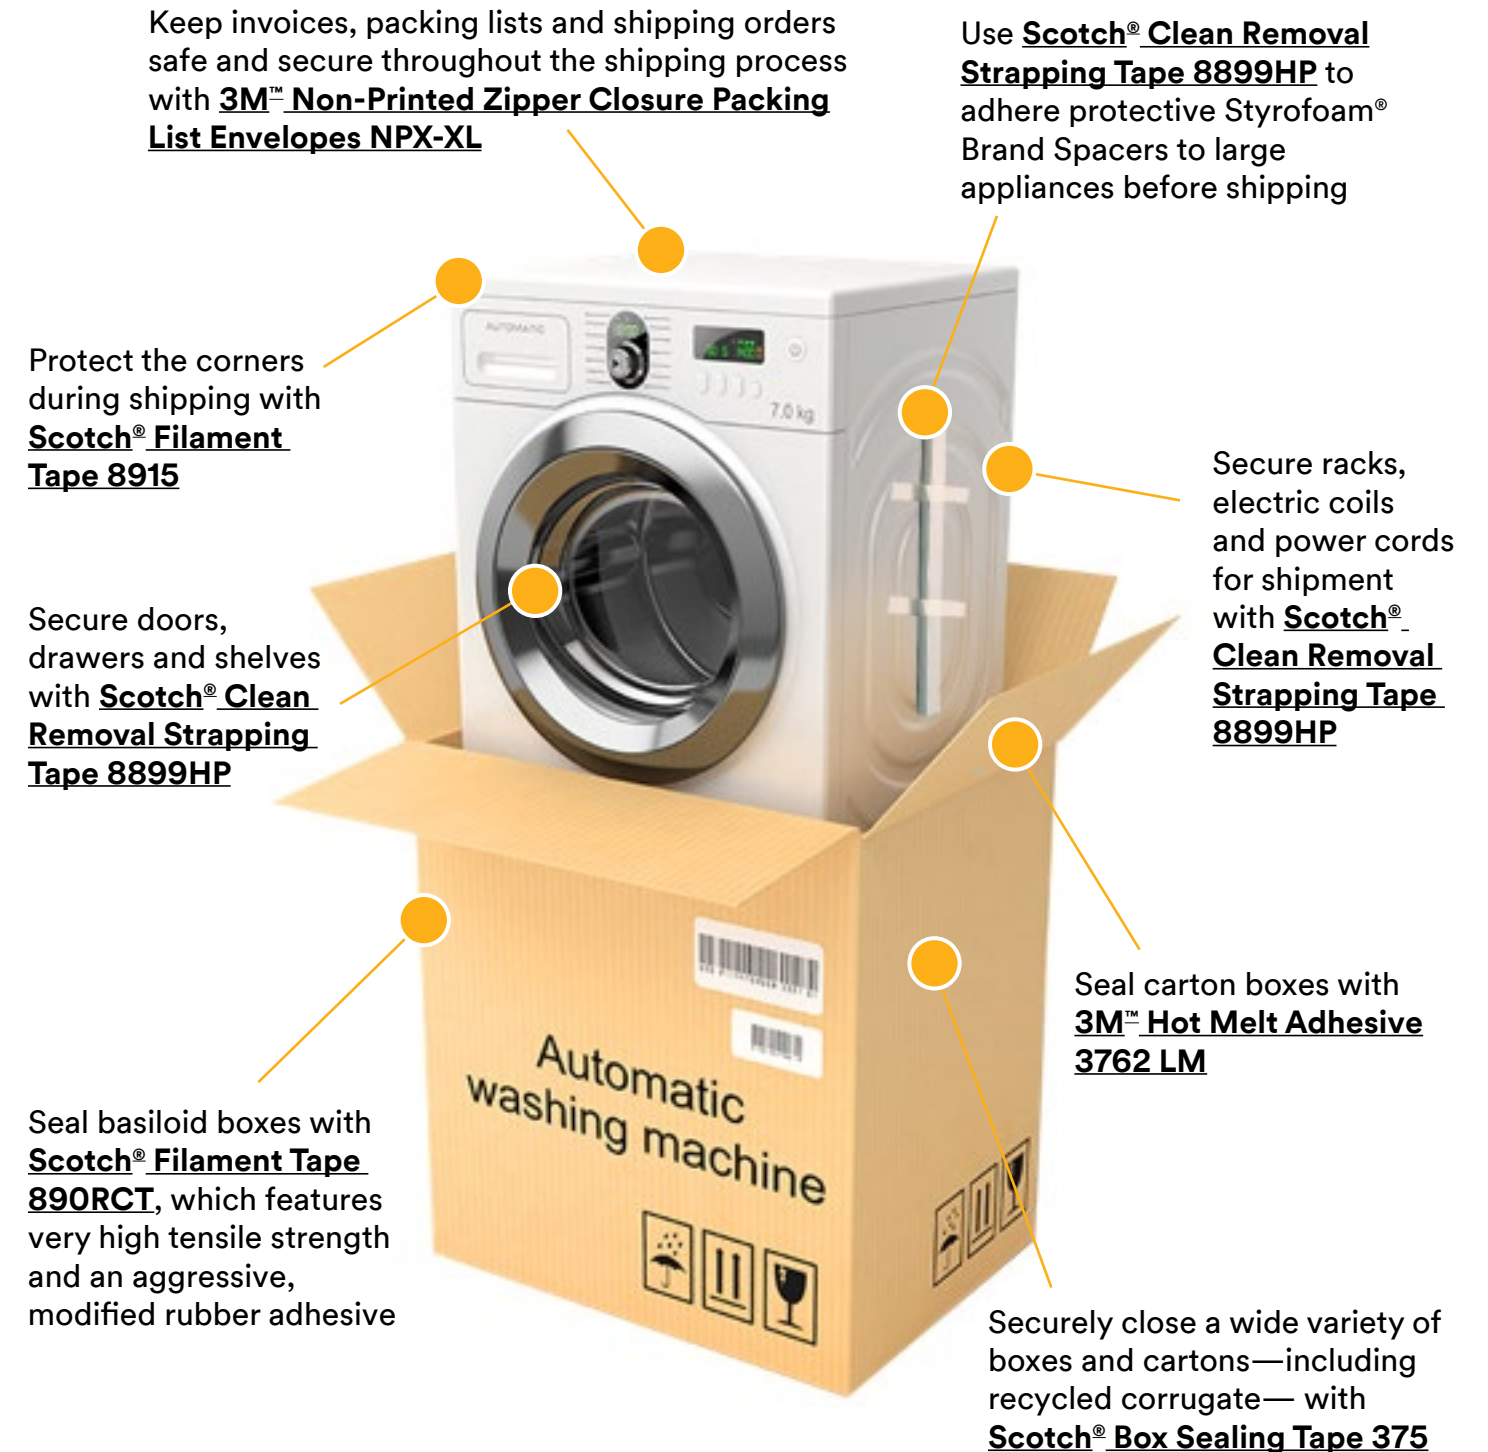 Keep invoices, packing lists and shipping orders
safe and secure throughout the shipping process
with 3M™ Non-Printed Zipper Closure Packing
List Envelopes NPX-XL
Use Scotch® Clean Removal
Strapping Tape 8899HP to
adhere protective Styrofoam®
Brand Spacers to large
appliances before shipping
Protect the corners
during shipping with
Scotch® Filament
Tape 8915
AUTOMATIC
7.0 kg
Secure racks,
electric coils
and power cords
for shipment
with Scotch®
Clean Removal
Strapping Tape
8899HP
Secure doors,
drawers and shelves
with Scotch® Clean
Removal Strapping
Tape 8899HP
Seal carton boxes with
3M™ Hot Melt Adhesive
3762 LM
Automatic
washing machine
Seal basiloid boxes with
Scotch® Filament Tape
890RCT, which features
very high tensile strength
and an aggressive,
modified rubber adhesive
Securely close a wide variety of
boxes and cartons—including
recycled corrugate— with
Scotch® Box Sealing Tape 375